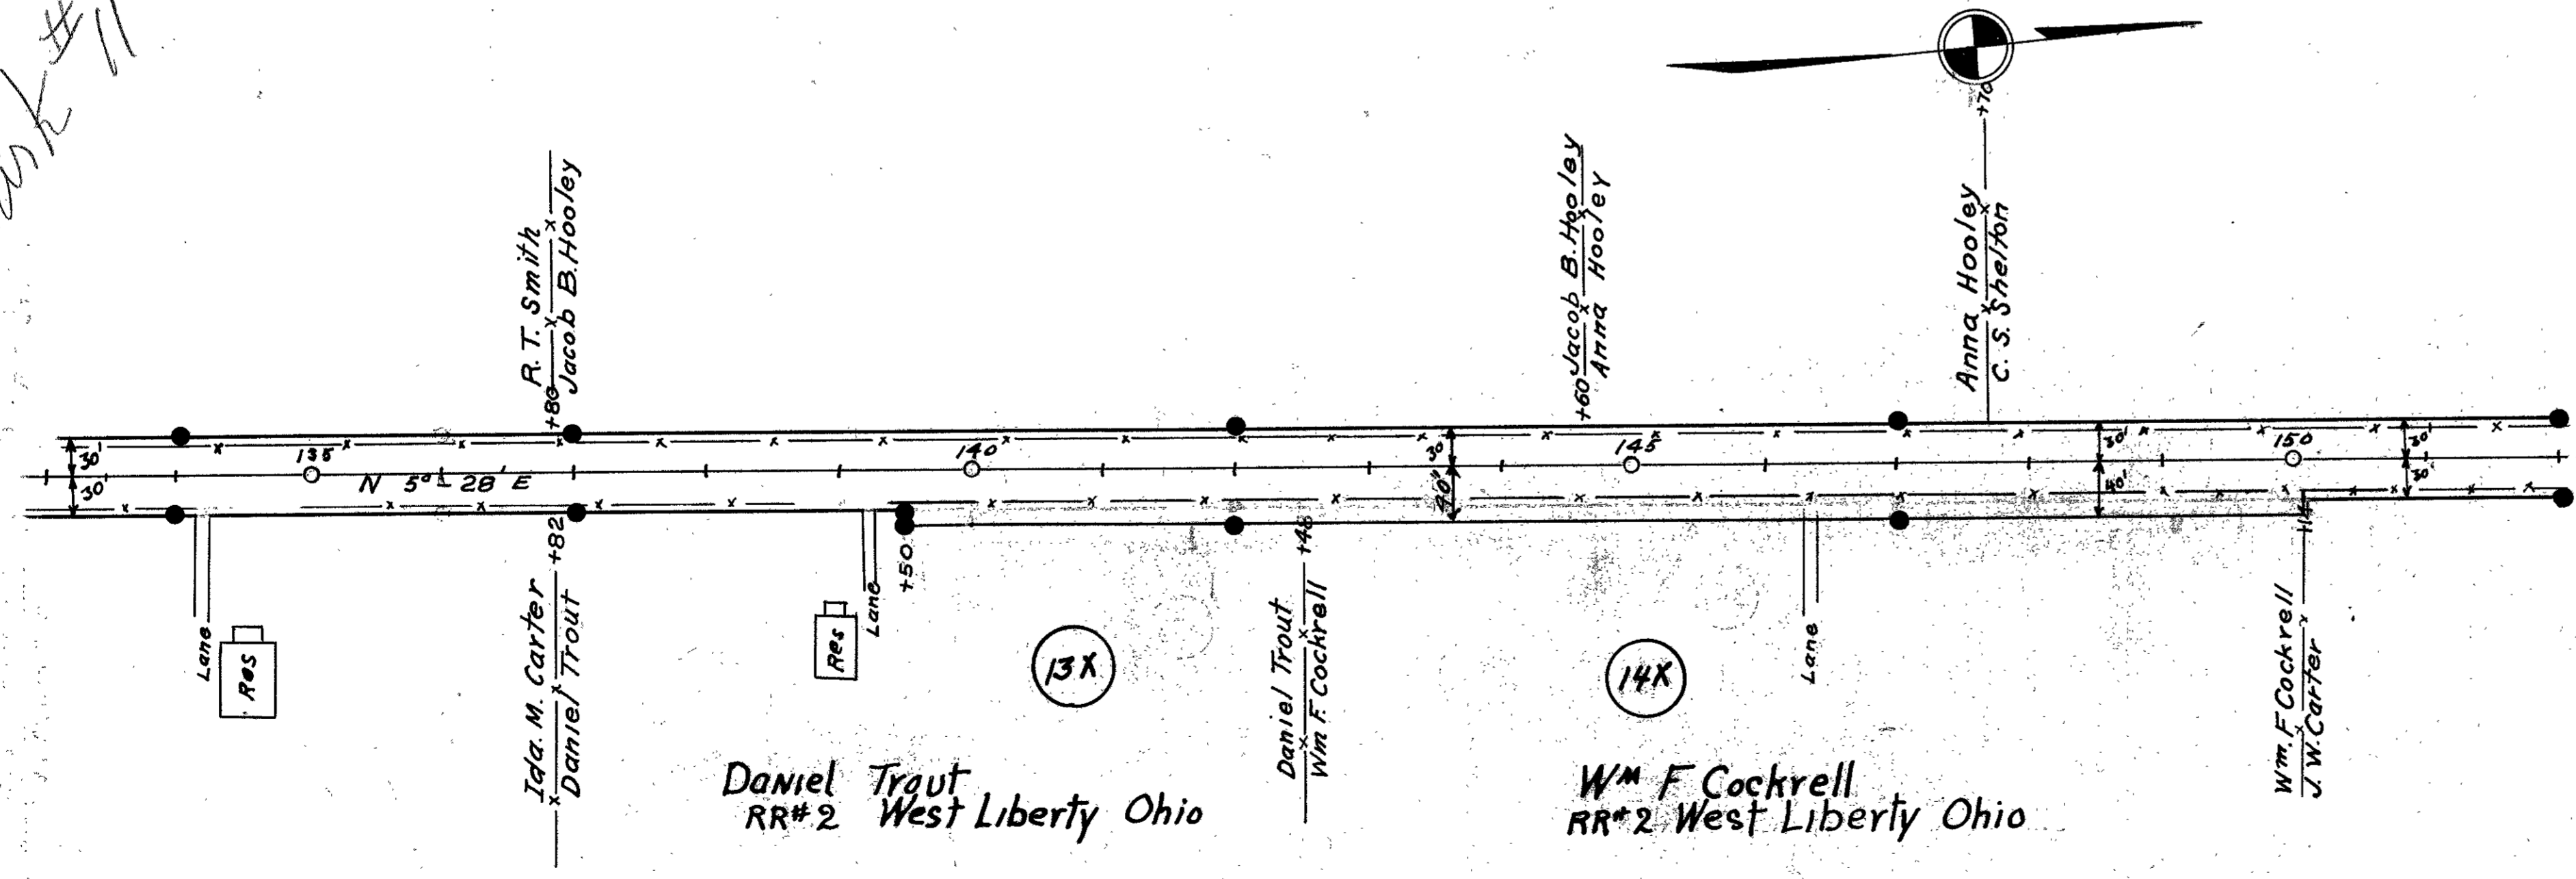 #11
+70
R. T. Smith
Jacob B. Hooley
+80
+60 Jacob B. Hooley
Anna Hooley
Anna Hooley
C. S. Shelton
30'
135
140
30'
145
30'
150
30'
30'
N 5° - 28' E
40'
40'
30'
+82
+50
+48
+14
Lane
Res
Ida. M. Carter
Daniel Trout
Res
Lane
13X
Daniel Trout
Wm F. Cockrell
14X
Lane
Wm. F Cockrell
J. W. Carter
Daniel Trout
RR#2 West Liberty Ohio
Wm F Cockrell
RR#2 West Liberty Ohio